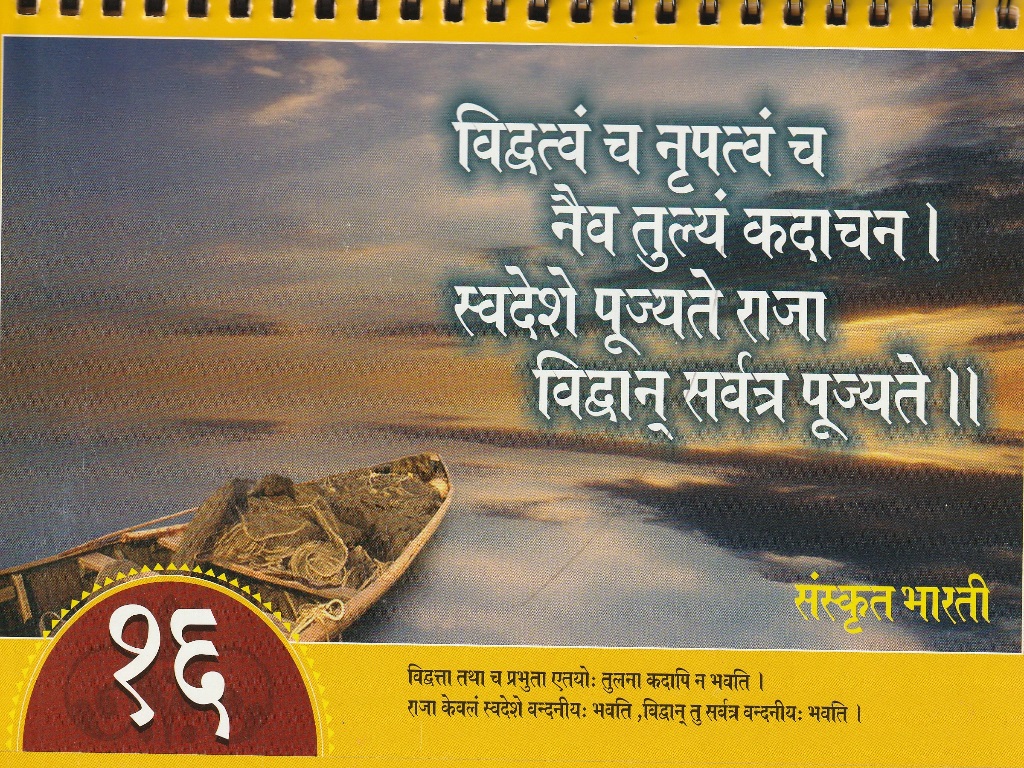 विद्वत्वं च नृपत्वं च
नैव तुल्यं कदाचन ।
स्वदेशे पूज्यते राजा
विद्वान् सर्वत्र पूज्यते ।।
संस्कृत भारती
१६
विद्वत्ता तथा च प्रभुता एतयोः तुलना कदापि न भवति ।
राजा केवलं स्वदेशे वन्दनीयः भवति ,विद्वान् तु सर्वत्र वन्दनीयः भवति ।